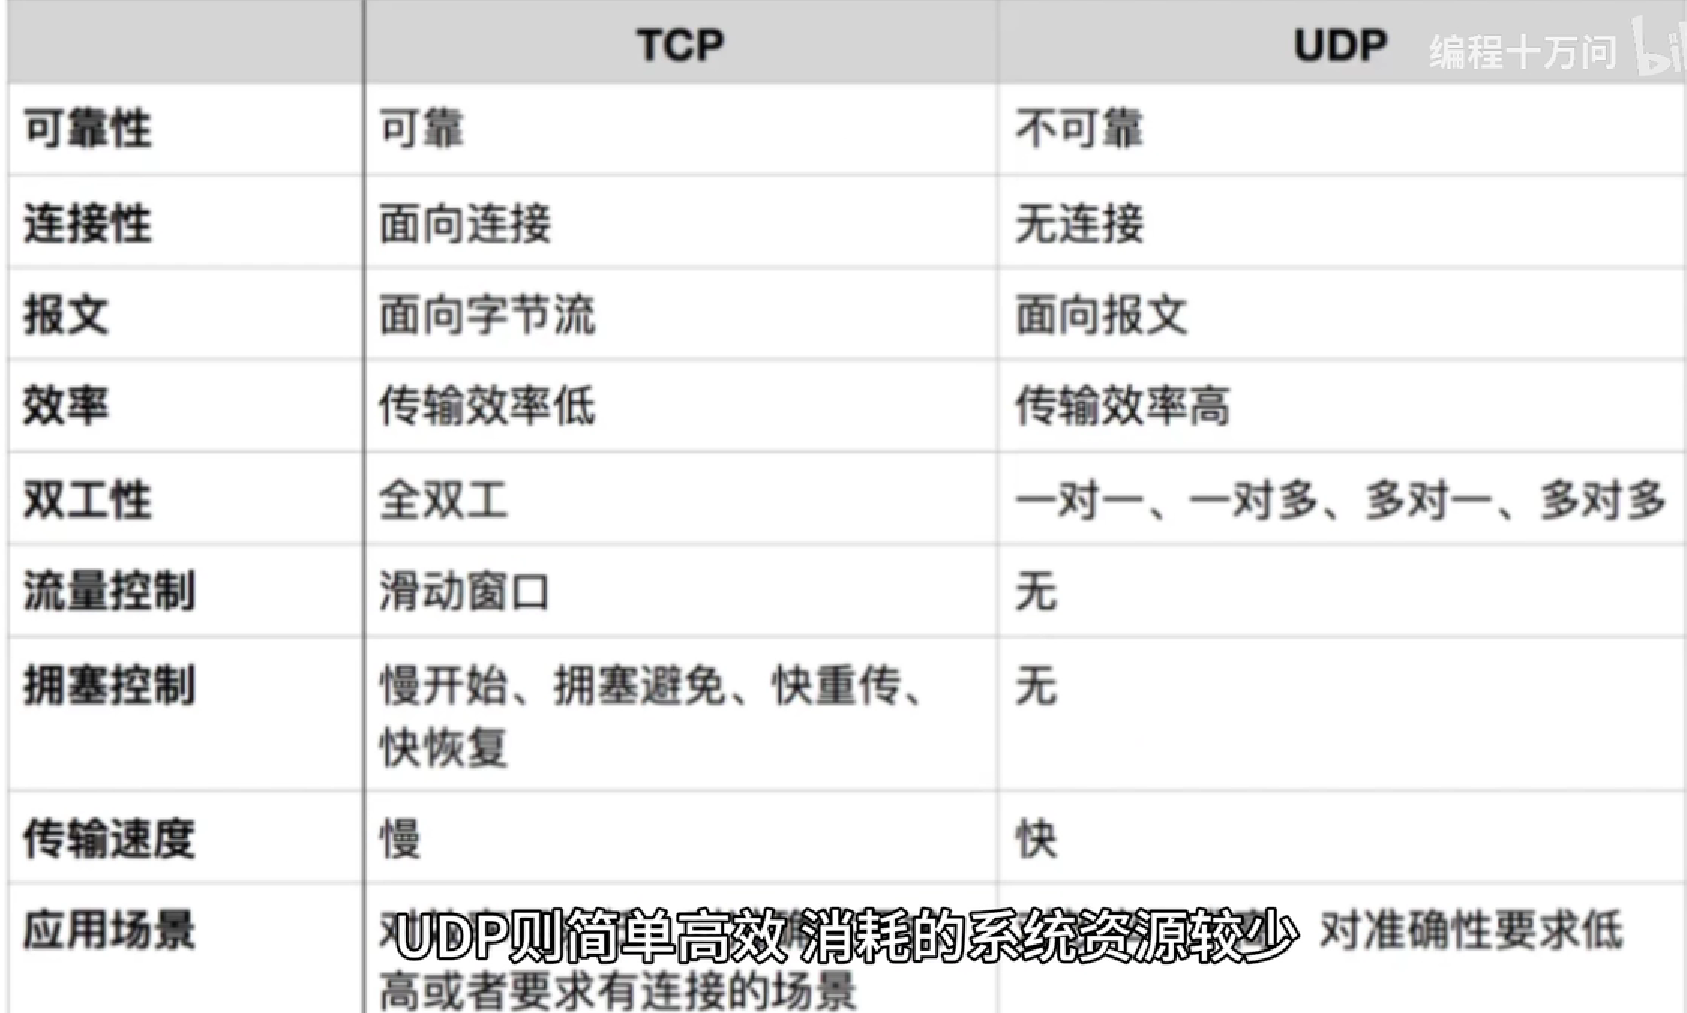 TCP UDP 编程十万问 bil
可靠性 可靠 不可靠
连接性 面向连接 无连接
报文 面向字节流 面向报文
效率 传输效率低 传输效率高
双工性 全双工 一对一、一对多、多对一、多对多
流量控制 滑动窗口 无
拥塞控制 慢开始、拥塞避免、快重传、 无
快恢复
传输速度 慢 快
应用场景 对 对准确性要求低
UDP则简单高效 消耗的系统资源较少
高或者要求有连接的场景